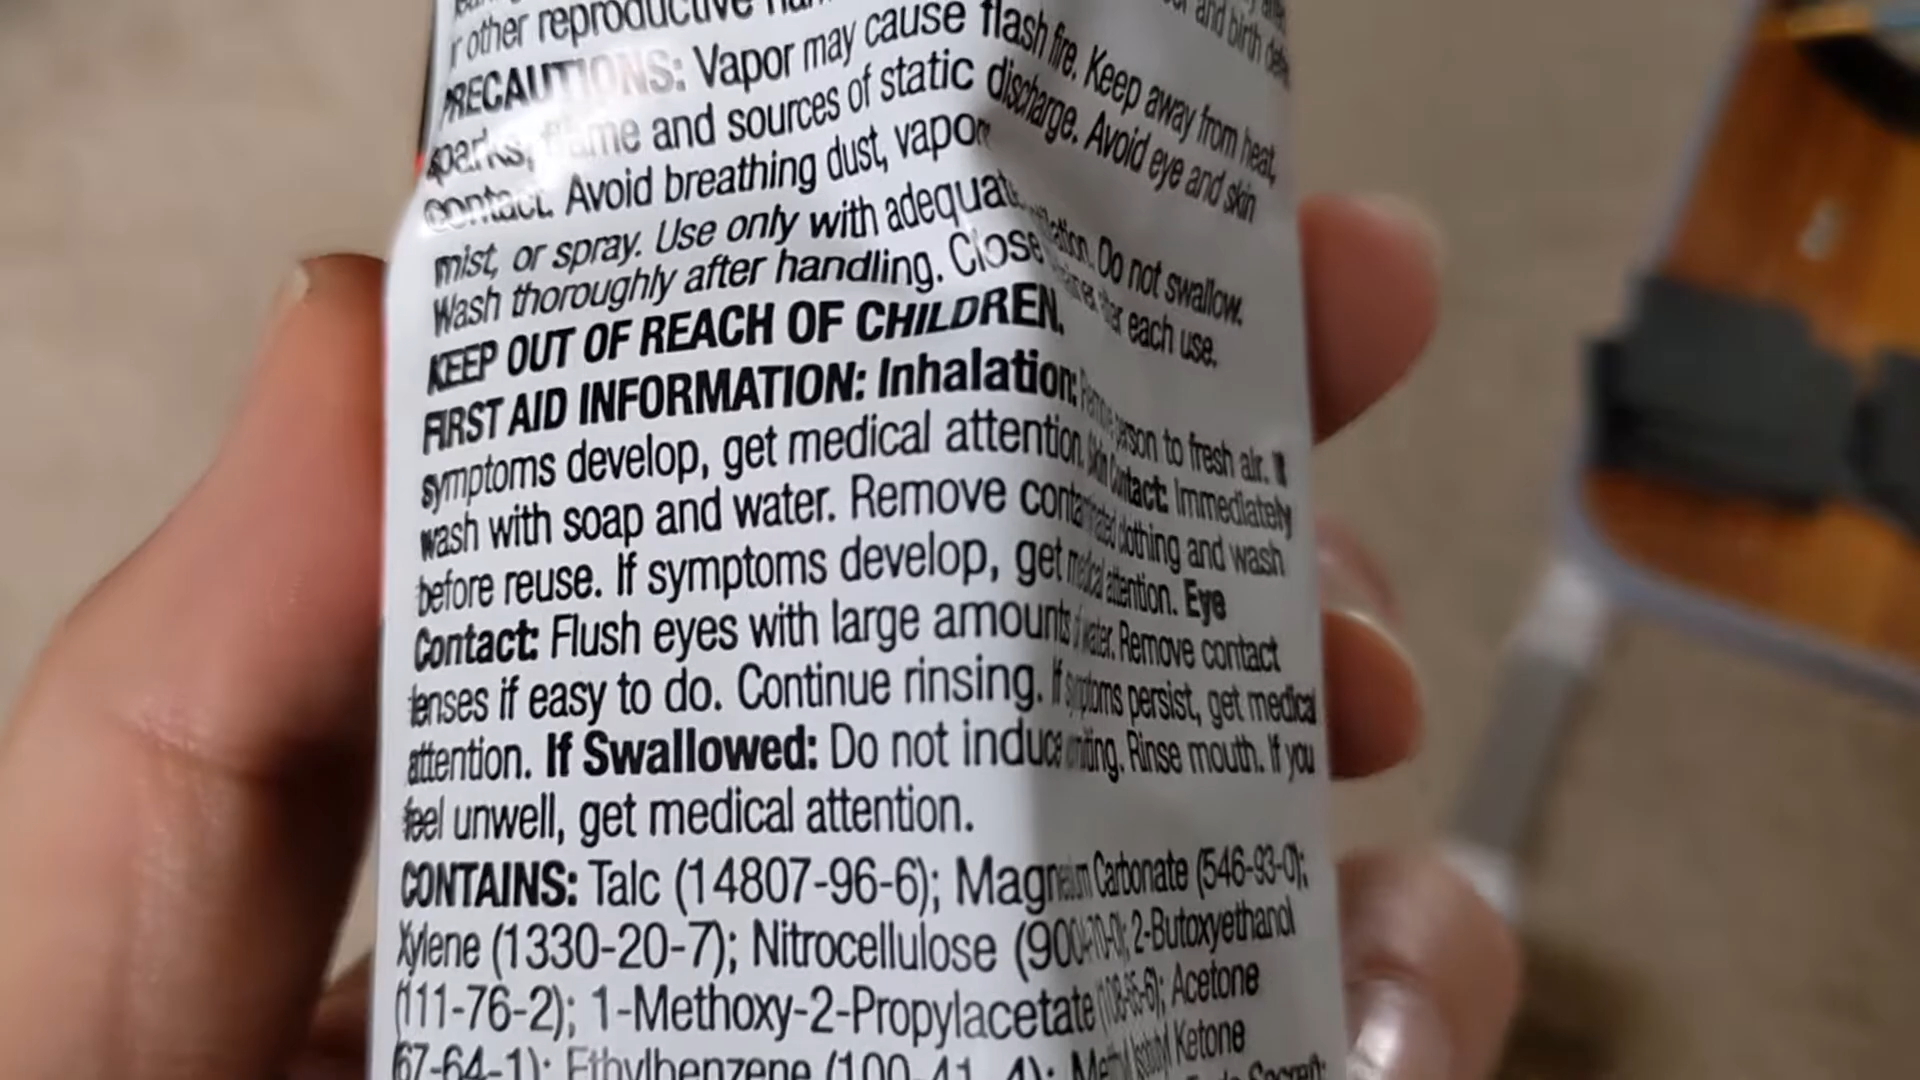 r other reproductive
and birth
PRECAUTIONS: Vapor may cause flash fire. Keep away from heat,
sparks, flame and sources of static discharge. Avoid eye and skin
contact. Avoid breathing dust, vapor
mist, or spray. Use only with adequate ventilation. Do not swallow.
Wash thoroughly after handling. Close container after each use.
KEEP OUT OF REACH OF CHILDREN.
FIRST AID INFORMATION: Inhalation: Remove person to fresh air. If
symptoms develop, get medical attention. Skin Contact: Immediately
wash with soap and water. Remove contaminated clothing and wash
before reuse. If symptoms develop, get medical attention. Eye
Contact: Flush eyes with large amounts of water. Remove contact
lenses if easy to do. Continue rinsing. If symptoms persist, get medical
attention. If Swallowed: Do not induce vomiting. Rinse mouth. If you
feel unwell, get medical attention.
CONTAINS: Talc (14807-96-6); Magnesium Carbonate (546-93-0);
Xylene (1330-20-7); Nitrocellulose (9004-70-0); 2-Butoxyethanol
(111-76-2); 1-Methoxy-2-Propylacetate (108-65-6); Acetone
67-64-1); Ethylbenzene (100-41-4); Methyl Isobutyl Ketone
Secret;